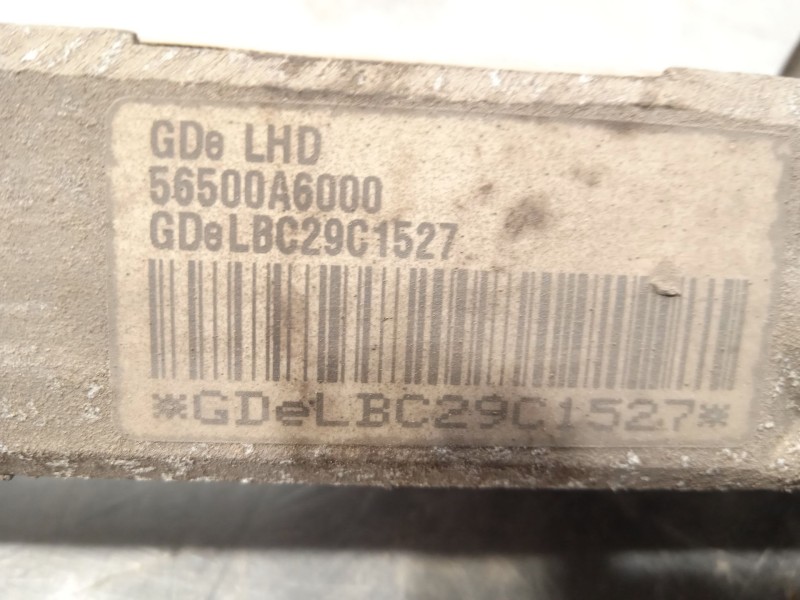 GDe LHD
56500A6000
GDeLBC29C1527
*GDeLBC29C1527*